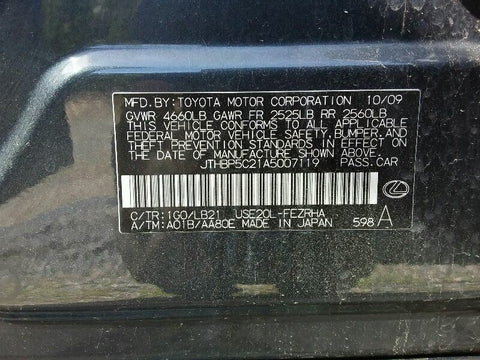 MFD.BY:TOYOTA MOTOR CORPORATION 10/09
GVWR 4660LB GAWR FR 2525LB RR 2560LB
THIS VEHICLE CONFORMS TO ALL APPLICABLE
FEDERAL MOTOR VEHICLE SAFETY,BUMPER,AND
THEFT PREVENTION STANDARDS IN EFFECT ON
THE DATE OF MANUFACTURE SHOWN ABOVE.
JTHBP5C21A5007119 PASS.CAR
C/TR:1G0/LB21 USE20L-FEZRHA
A/TM:A01B/AA80E MADE IN JAPAN 598 A